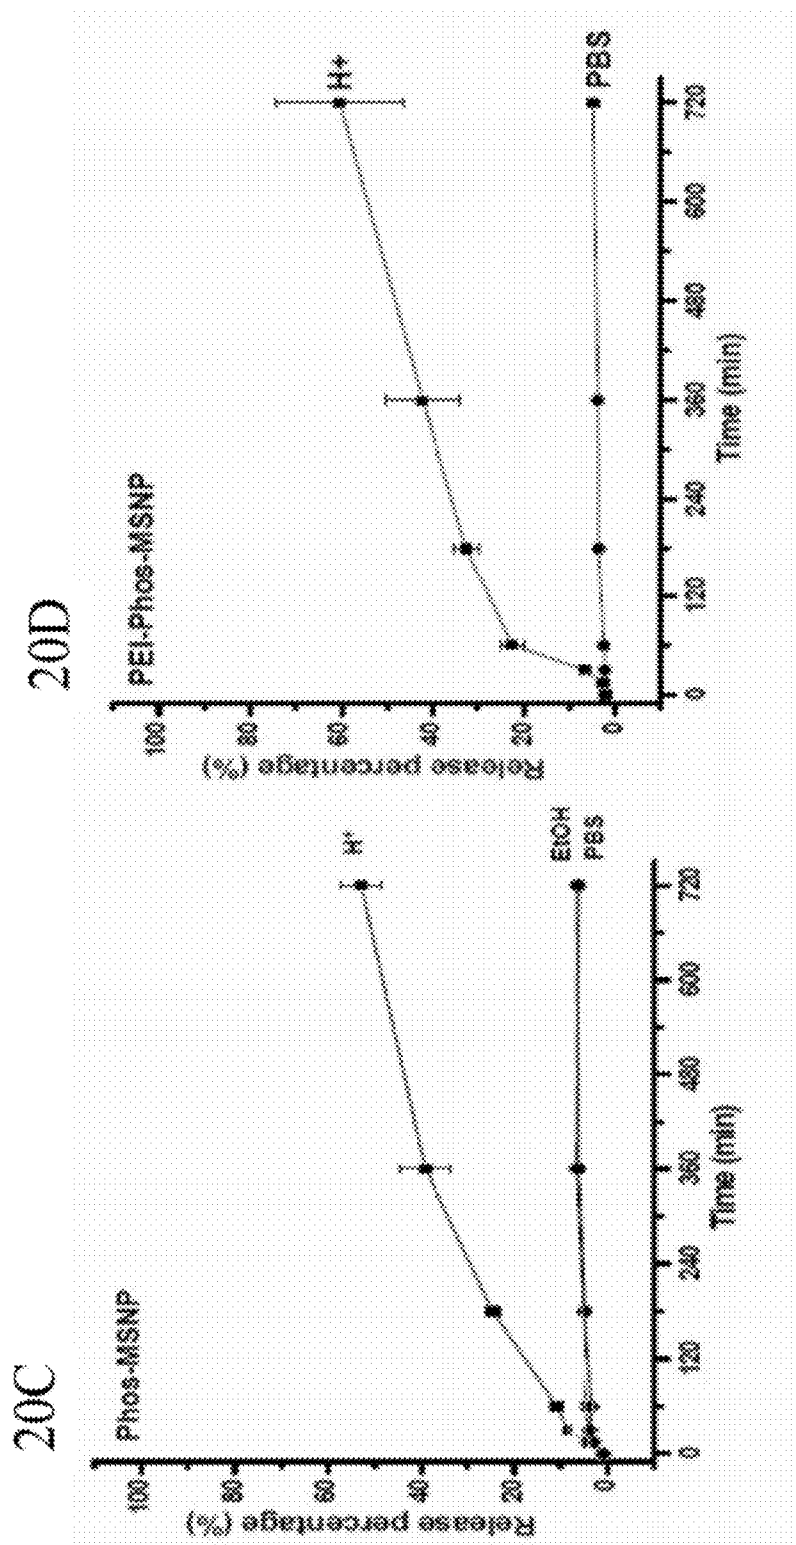 20C
Phos-MSNP
Release percentage (%)
100
80
60
40
20
0
H+
EtOH
PBS
0
120
240
360
480
600
720
Time (min)
20D
PEI-Phos-MSNP
Release percentage (%)
100
80
60
40
20
0
H+
PBS
0
120
240
360
480
600
720
Time (min)